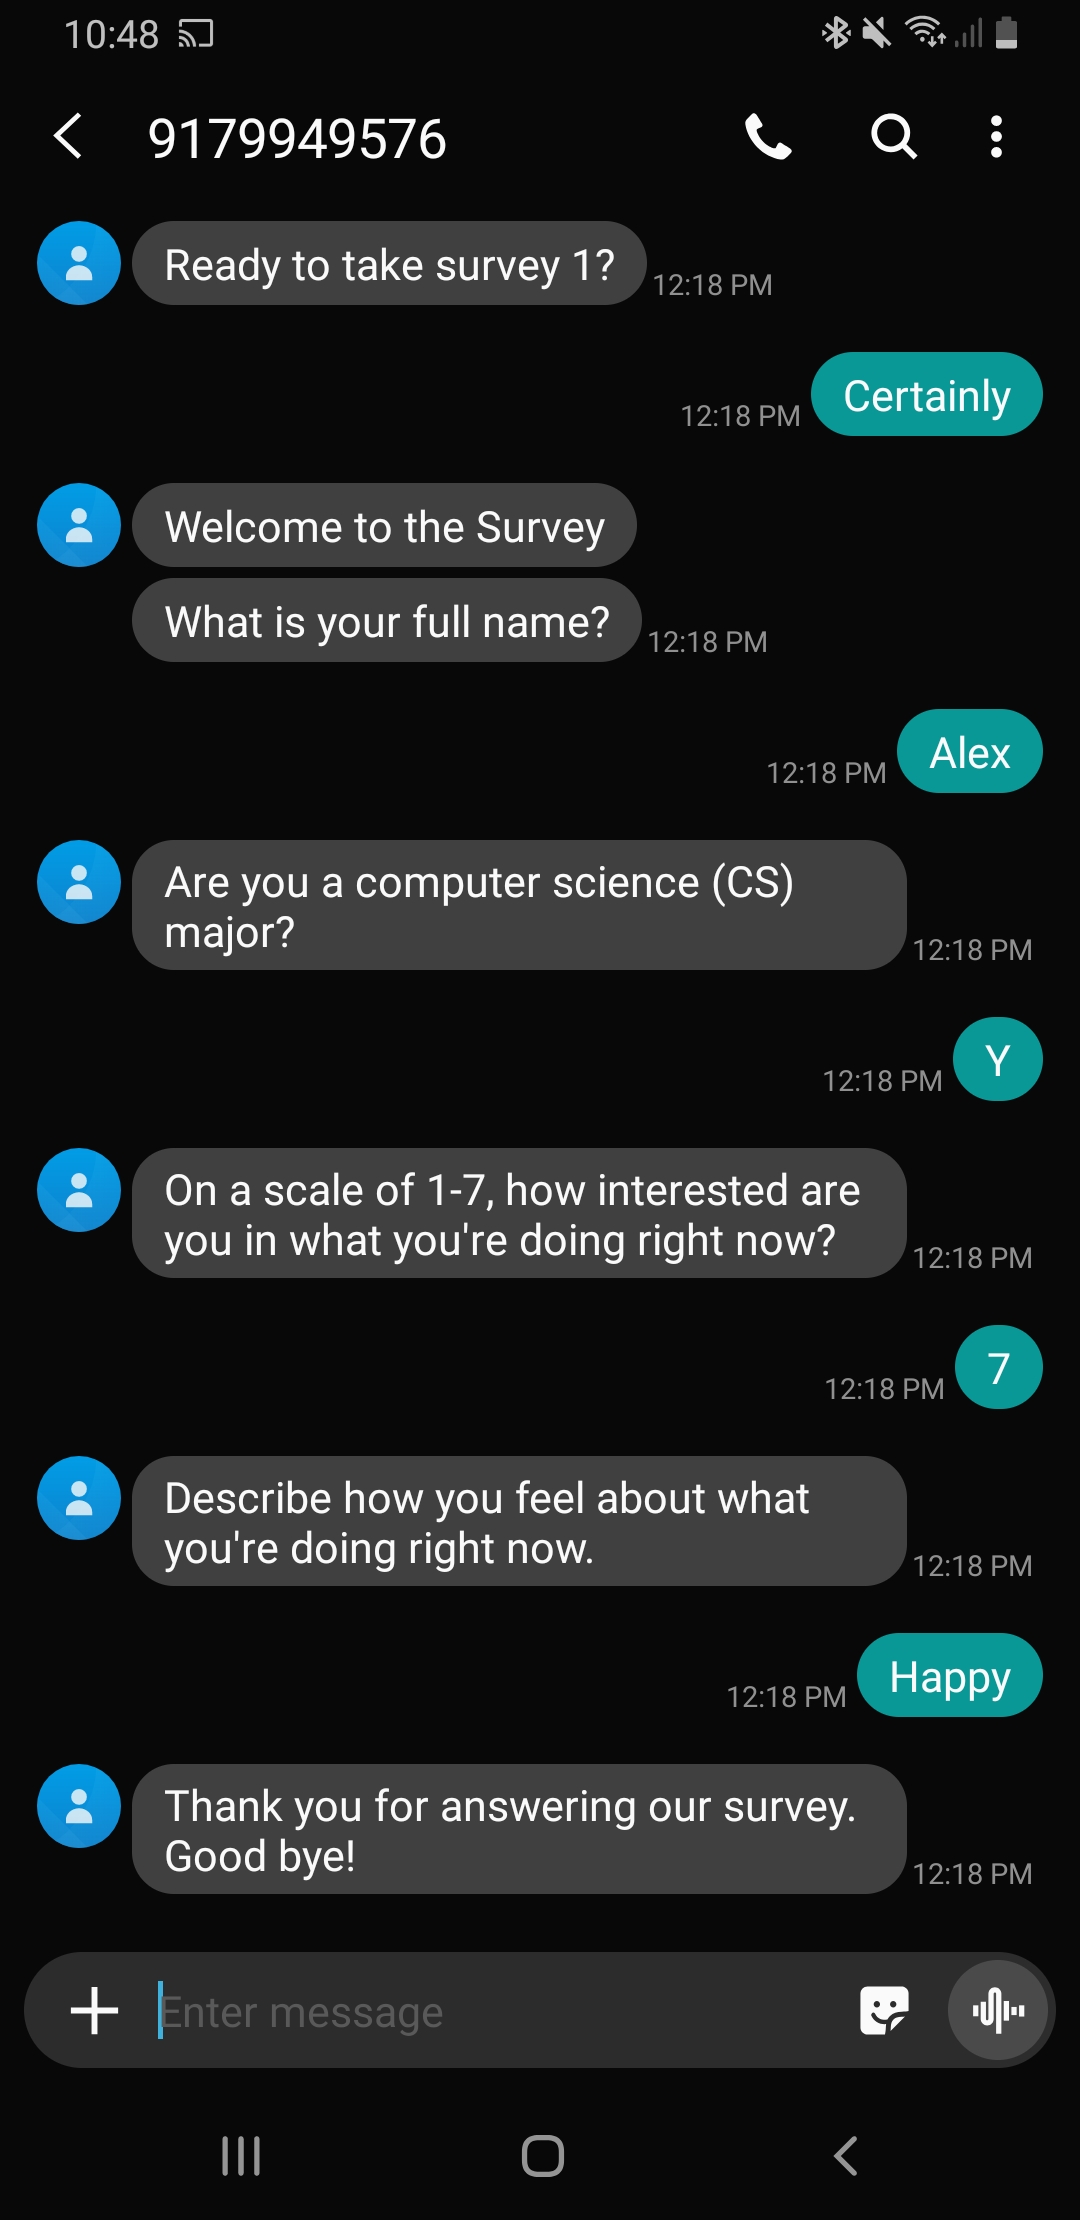 10:48
9179949576
Ready to take survey 1?
12:18 PM
Certainly
12:18 PM
Welcome to the Survey
What is your full name?
12:18 PM
Alex
12:18 PM
Are you a computer science (CS)
major?
12:18 PM
Y
12:18 PM
On a scale of 1-7, how interested are
you in what you're doing right now?
12:18 PM
7
12:18 PM
Describe how you feel about what
you're doing right now.
12:18 PM
Happy
12:18 PM
Thank you for answering our survey.
Good bye!
12:18 PM
Enter message